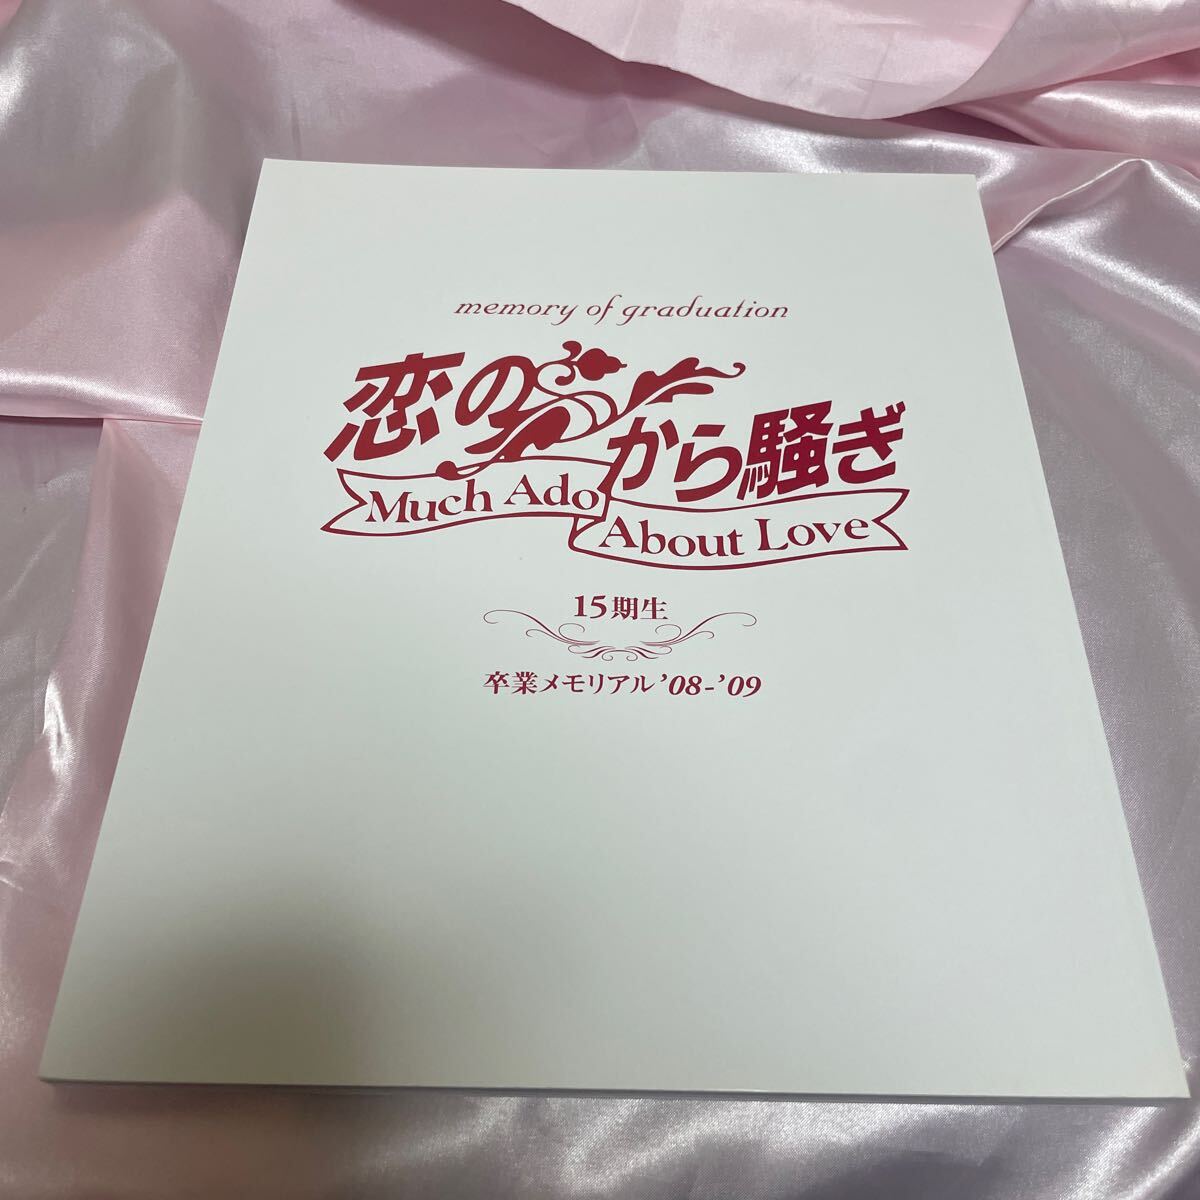 memory of graduation
恋のから騒ぎ
Much Ado
About Love
15期生
卒業メモリアル’08-’09